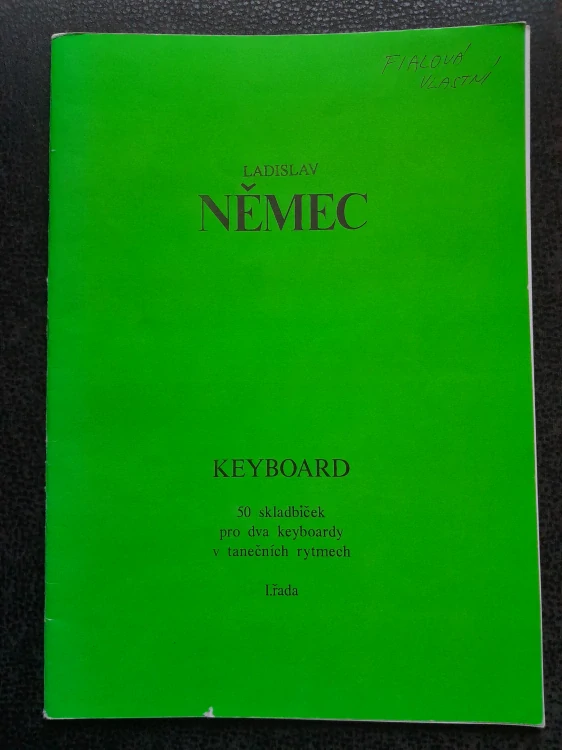 FIALOVÁ
VLASTNÍ
LADISLAV
NĚMEC
KEYBOARD
50 skladbiček
pro dva keyboardy
v tanečních rytmech
I.řada